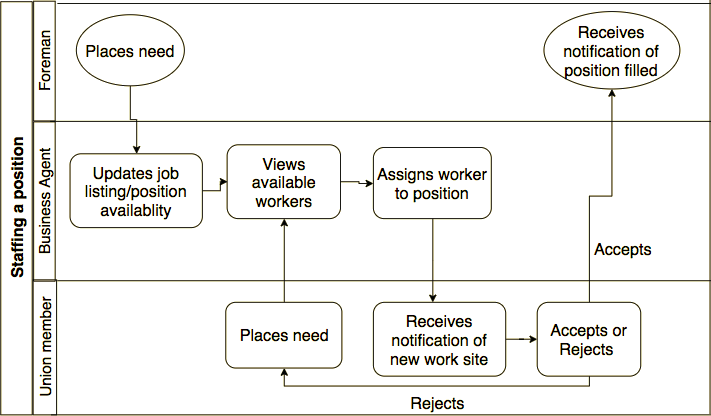 Staffing a position
Foreman
Places need
Receives
notification of
position filled
Business Agent
Updates job
listing/position
availablity
Views
available
workers
Assigns worker
to position
Accepts
Union member
Places need
Receives
notification of
new work site
Accepts or
Rejects
Rejects